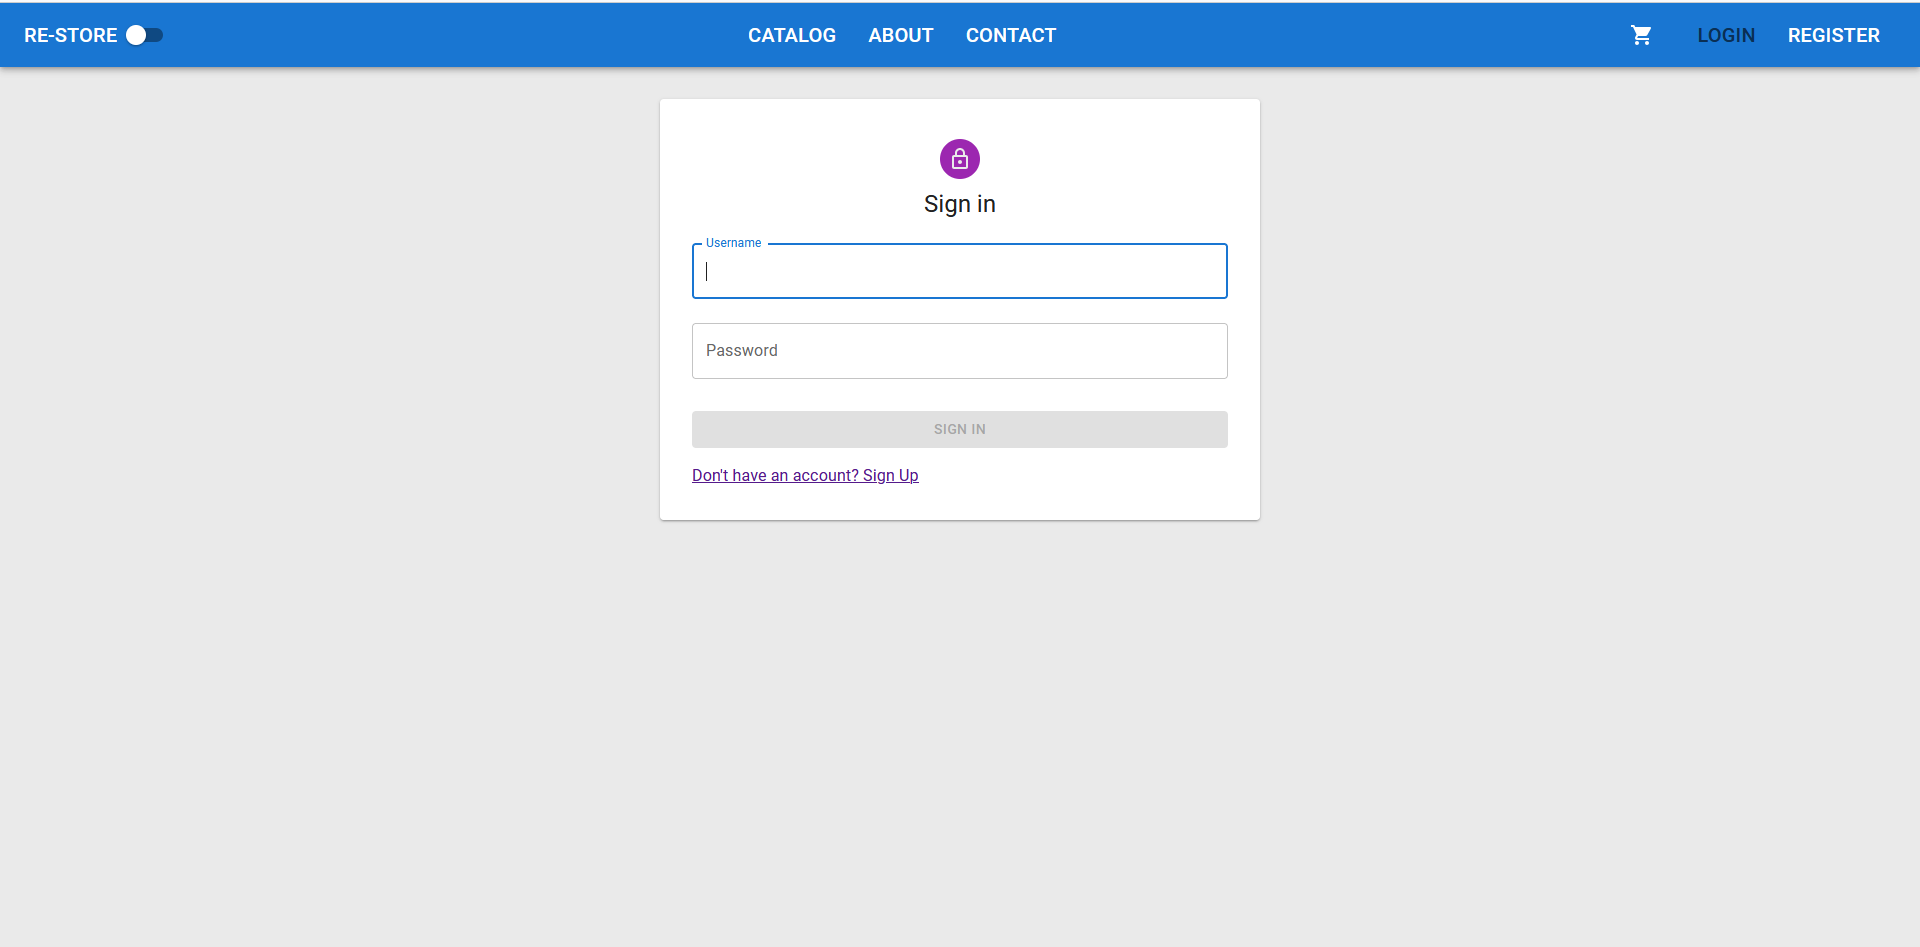 RE-STORE
CATALOG ABOUT CONTACT
LOGIN REGISTER
Sign in
Username
Password
SIGN IN
Don't have an account? Sign Up